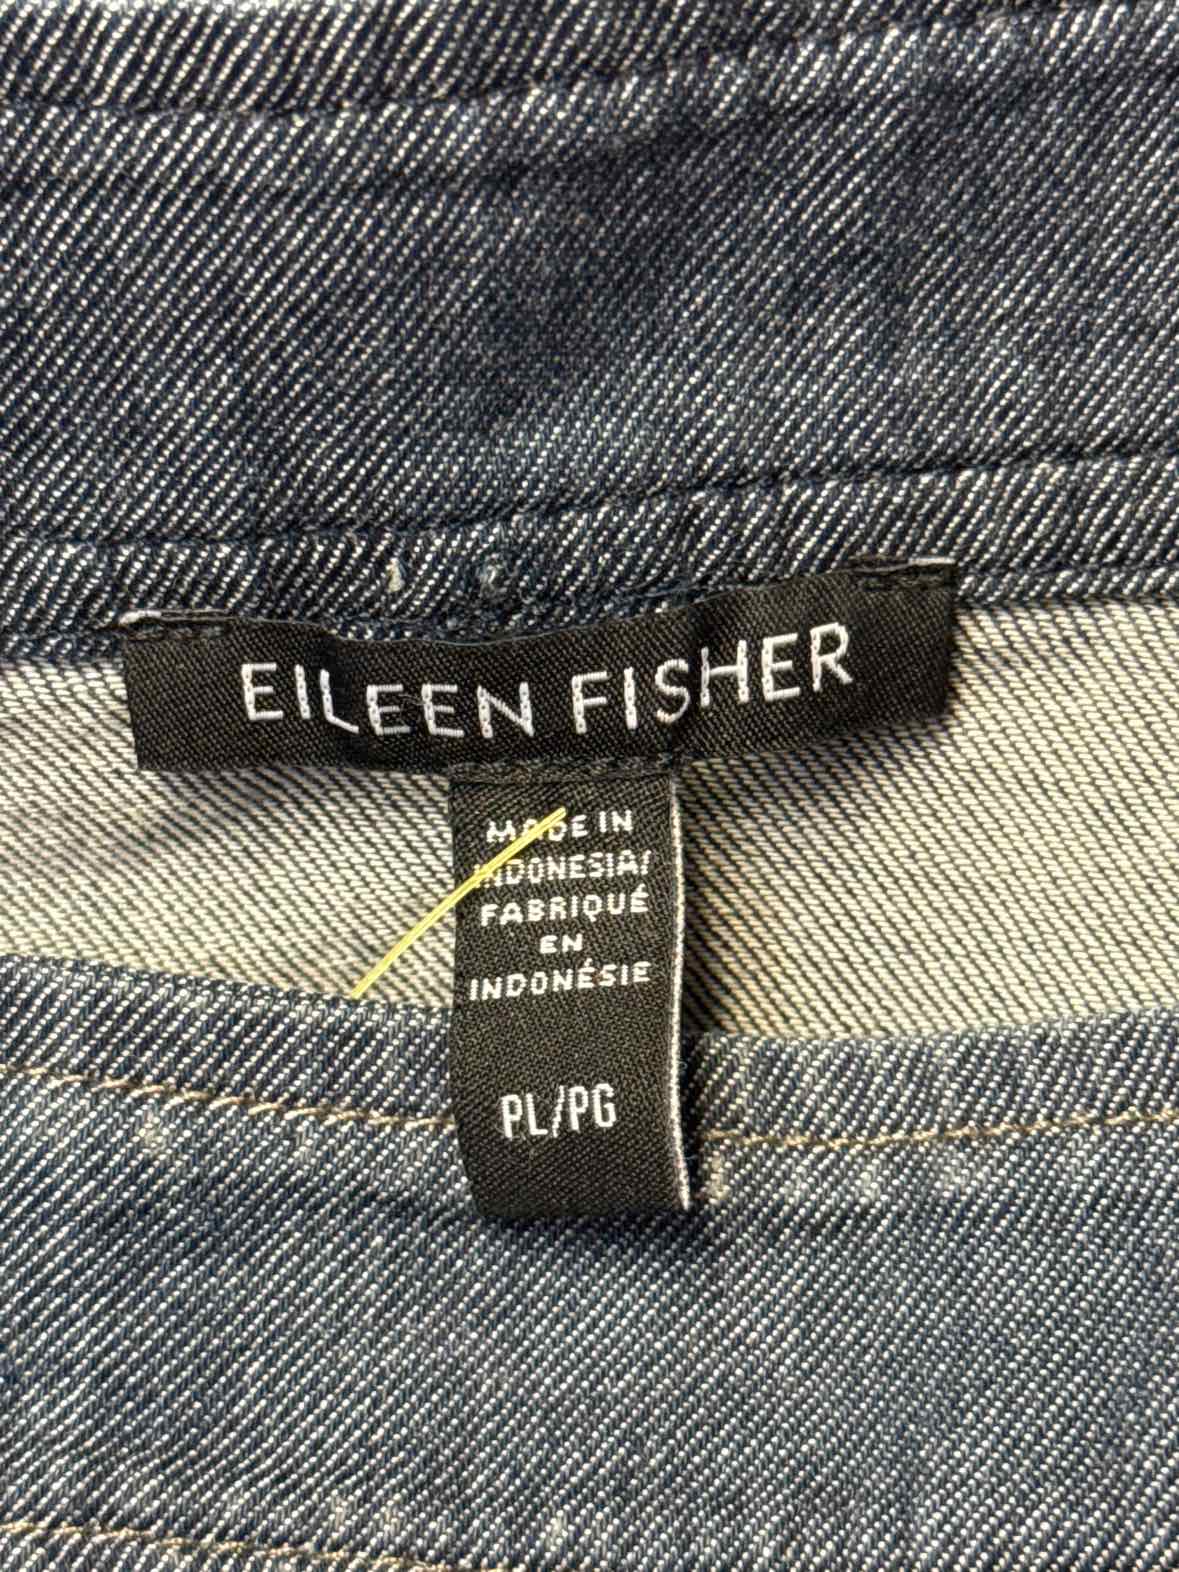 EILEEN FISHER
MADE IN
INDONESIA/
FABRIQUÉ
EN
INDONÉSIE
PL/PG